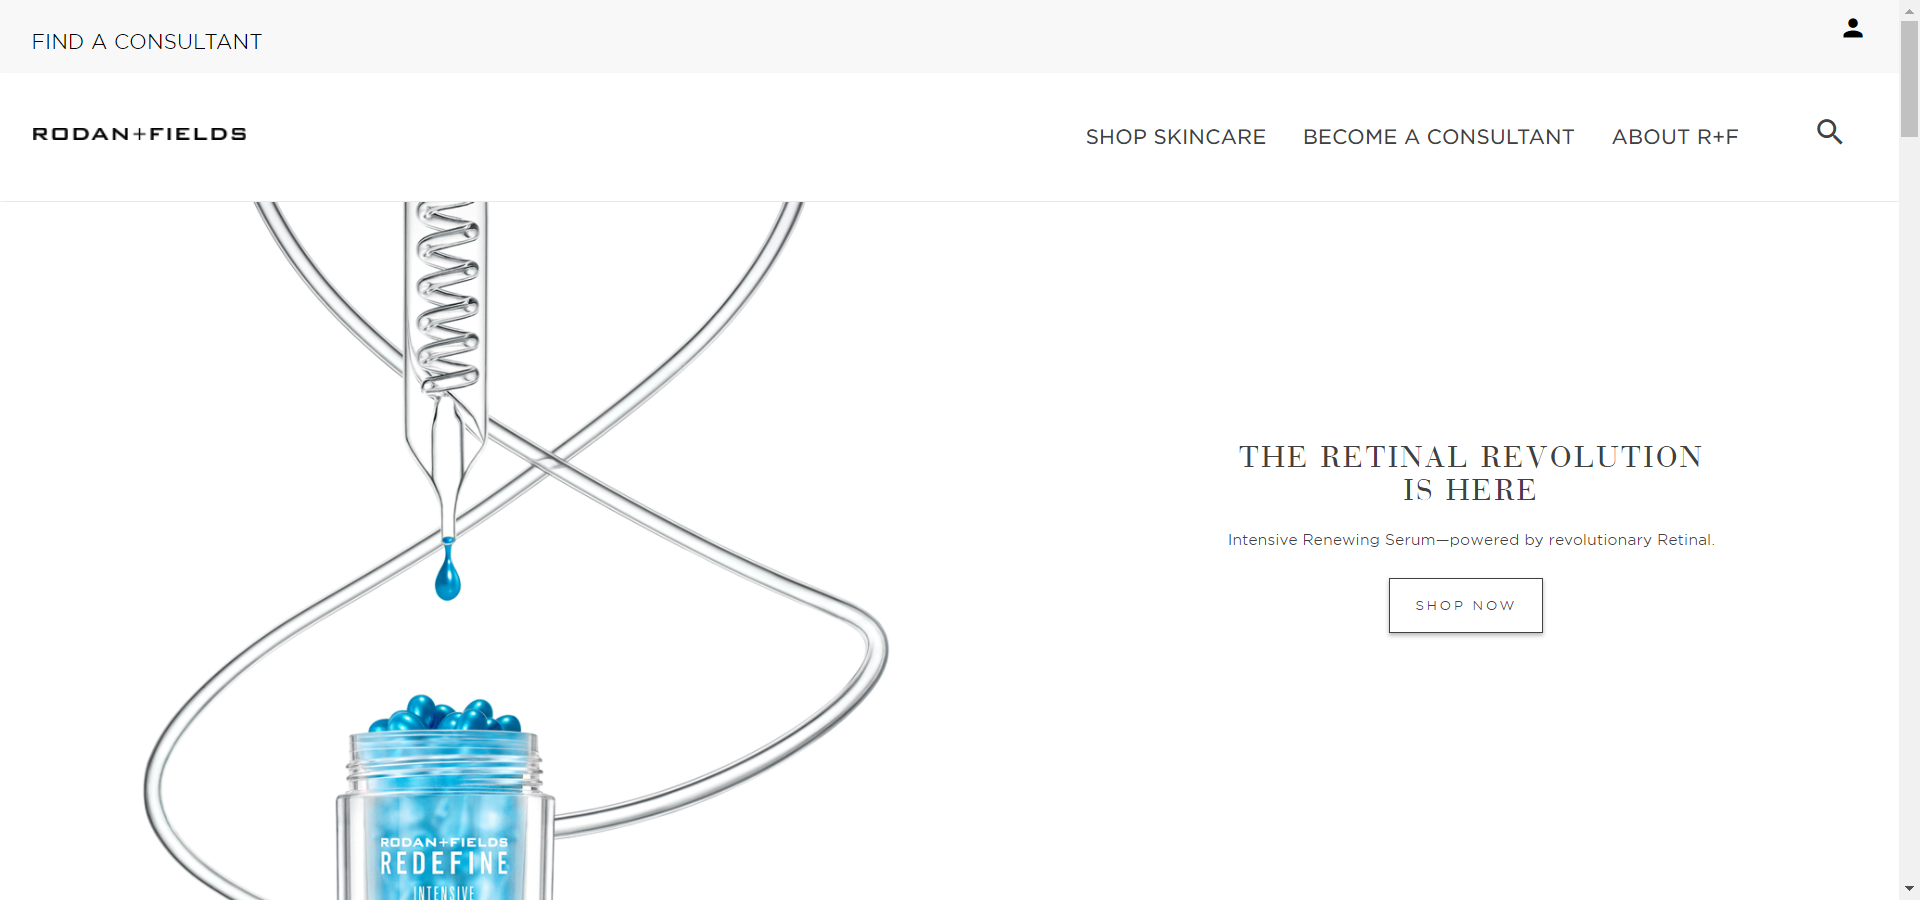 FIND A CONSULTANT
RODAN+FIELDS
SHOP SKINCARE
BECOME A CONSULTANT
ABOUT R+F
THE RETINAL REVOLUTION
IS HERE
Intensive Renewing Serum—powered by revolutionary Retinal.
SHOP NOW
RODAN+FIELDS
REDEFINE
INTENSIVE